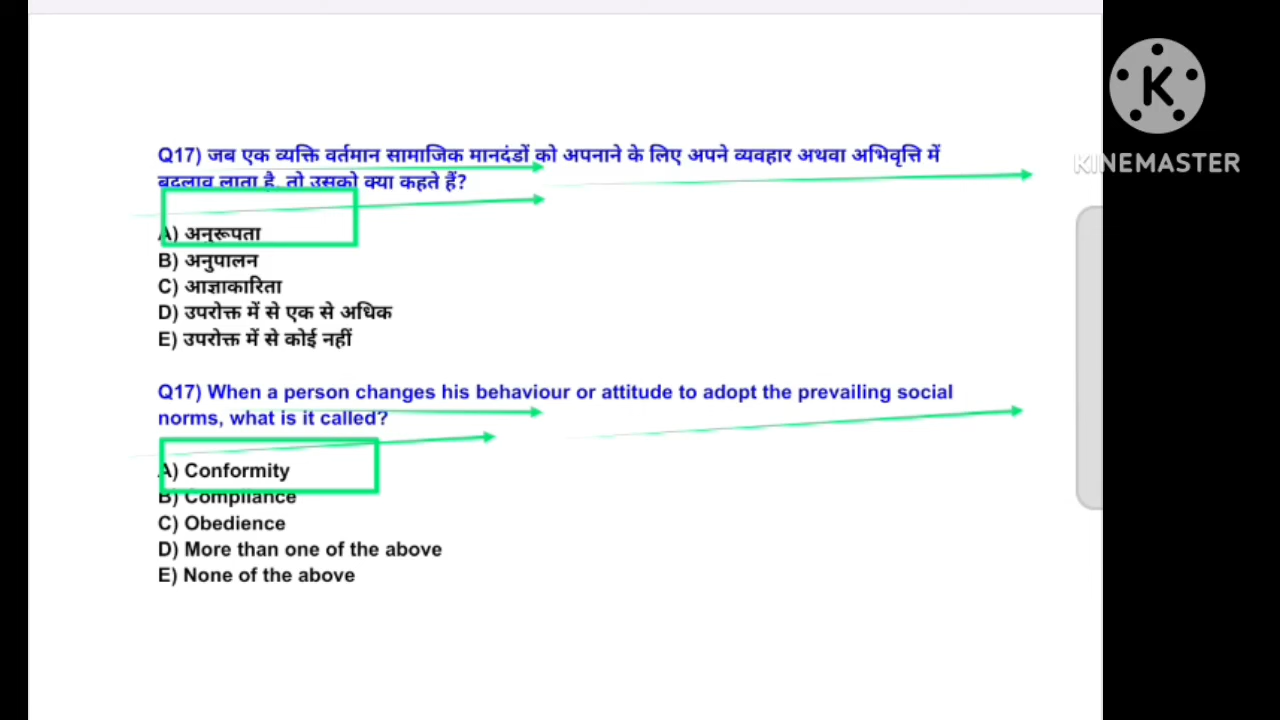 Q17) जब एक व्यक्ति वर्तमान सामाजिक मानदंडों को अपनाने के लिए अपने व्यवहार अथवा अभिवृत्ति में
बदलाव लाता है, तो उसको क्या कहते हैं?
A) अनुरूपता
B) अनुपालन
C) आज्ञाकारिता
D) उपरोक्त में से एक से अधिक
E) उपरोक्त में से कोई नहीं
Q17) When a person changes his behaviour or attitude to adopt the prevailing social
norms, what is it called?
A) Conformity
B) Compliance
C) Obedience
D) More than one of the above
E) None of the above
K
KINEMASTER